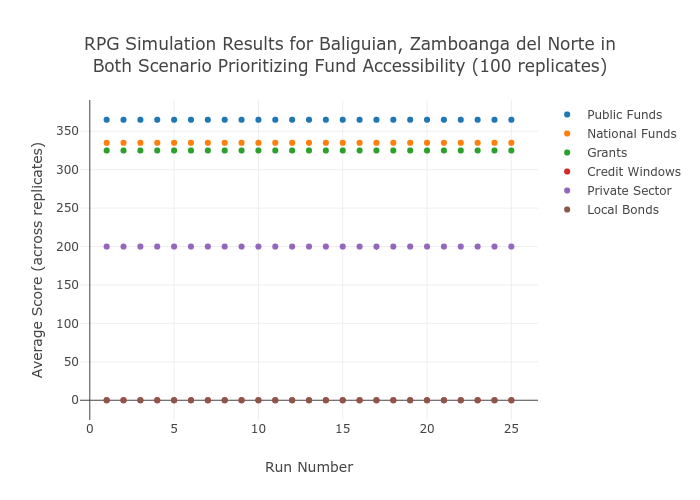 RPG Simulation Results for Baliguian, Zamboanga del Norte in
Both Scenario Prioritizing Fund Accessibility (100 replicates)
Average Score (across replicates)
350
300
250
200
150
100
50
0
0
5
10
15
20
25
Run Number
Public Funds
National Funds
Grants
Credit Windows
Private Sector
Local Bonds